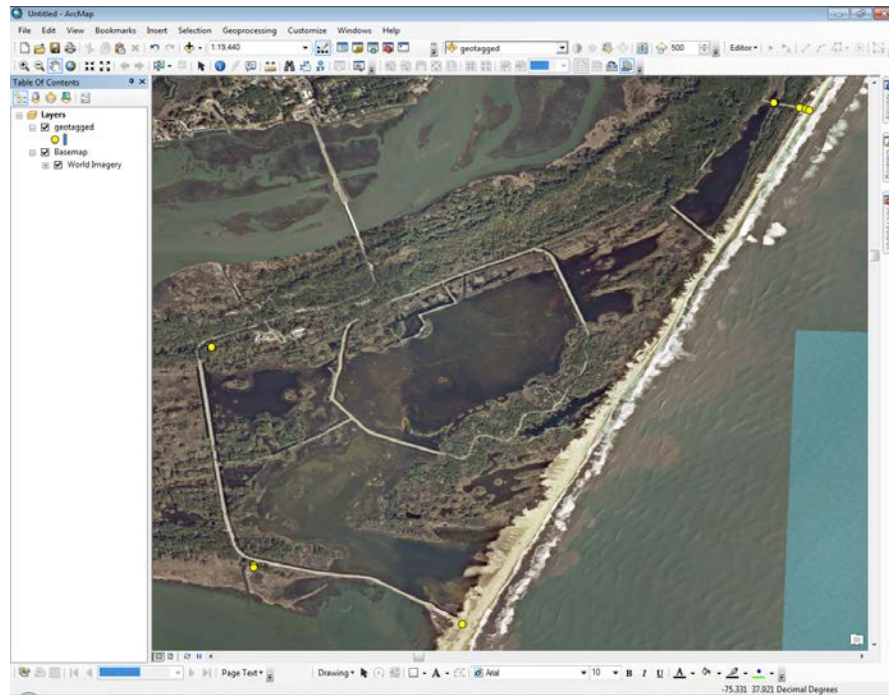 Untitled - ArcMap
File Edit View Bookmarks Insert Selection Geoprocessing Customize Windows Help
1:19,440 geotagged 500 Editor
Table Of Contents
Layers
geotagged
Basemap
World Imagery
Page Text Drawing A Arial 10 B I U A
-75.331 37.921 Decimal Degrees